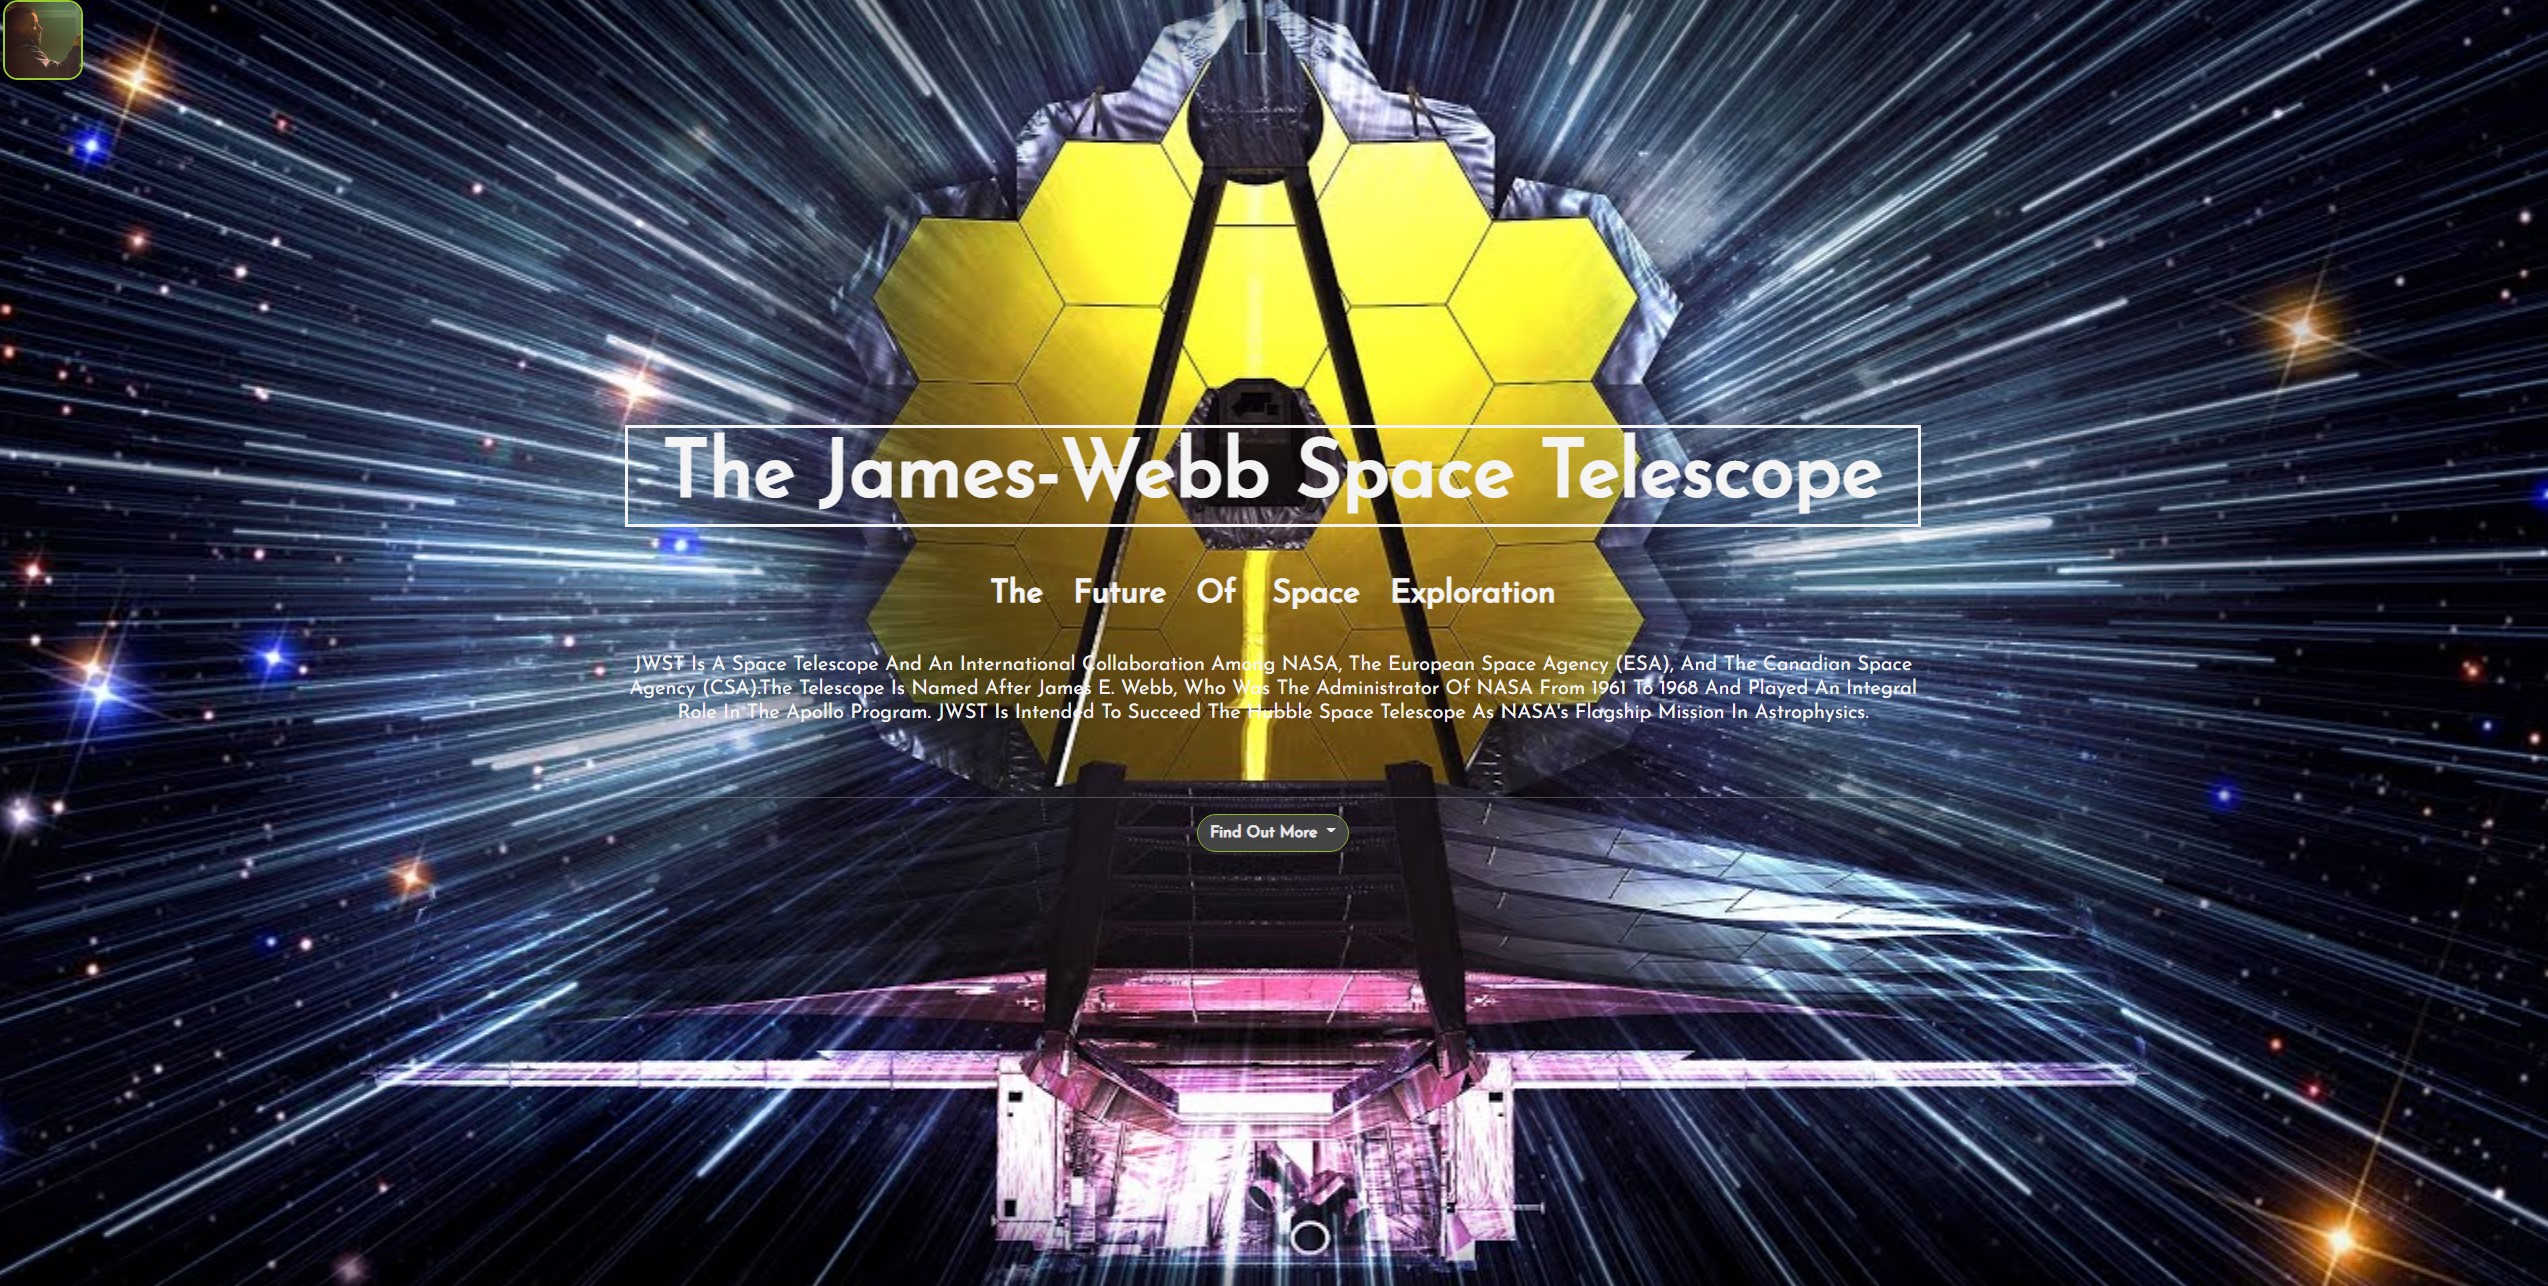 The James-Webb Space Telescope
The Future Of Space Exploration
JWST Is A Space Telescope And An International Collaboration Among NASA, The European Space Agency (ESA), And The Canadian Space
Agency (CSA).The Telescope Is Named After James E. Webb, Who Was The Administrator Of NASA From 1961 To 1968 And Played An Integral
Role In The Apollo Program. JWST Is Intended To Succeed The Hubble Space Telescope As NASA's Flagship Mission In Astrophysics.
Find Out More